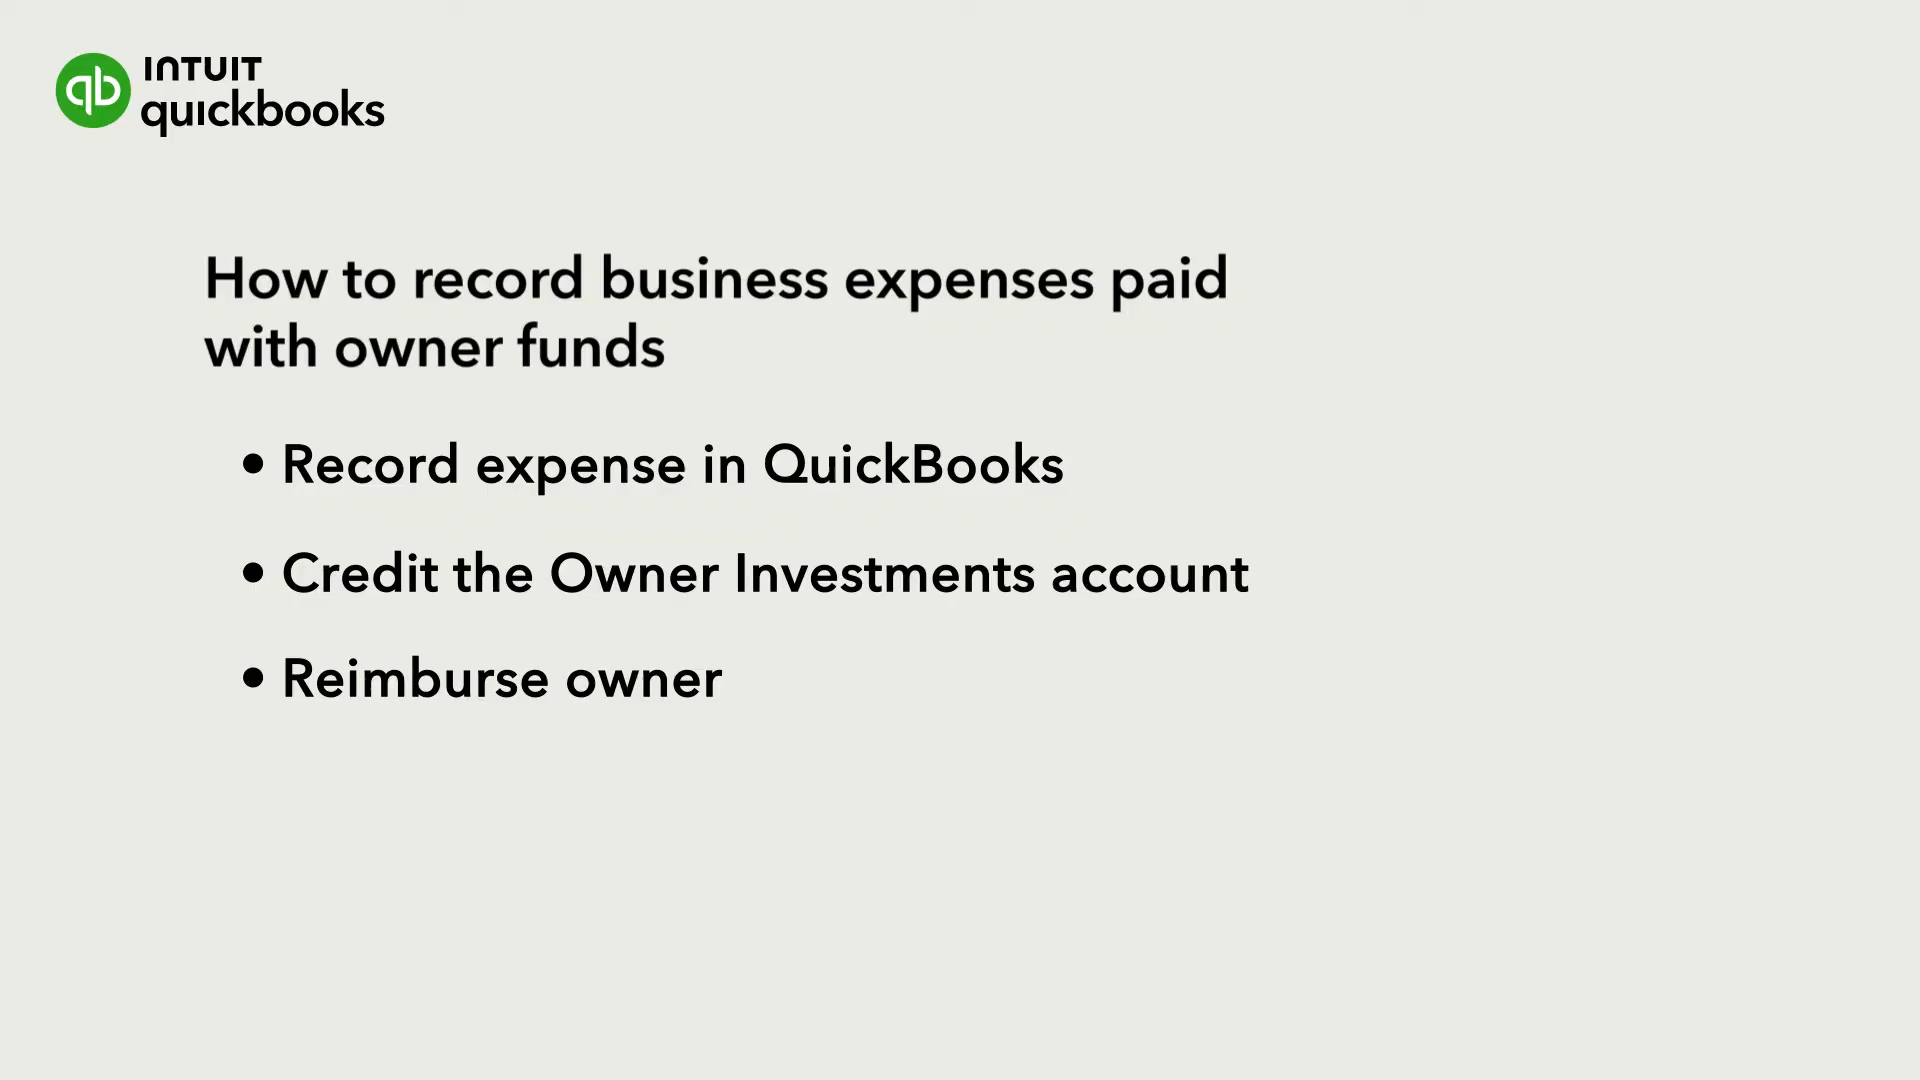 INTUIT
quickbooks
How to record business expenses paid
with owner funds
• Record expense in QuickBooks
• Credit the Owner Investments account
• Reimburse owner